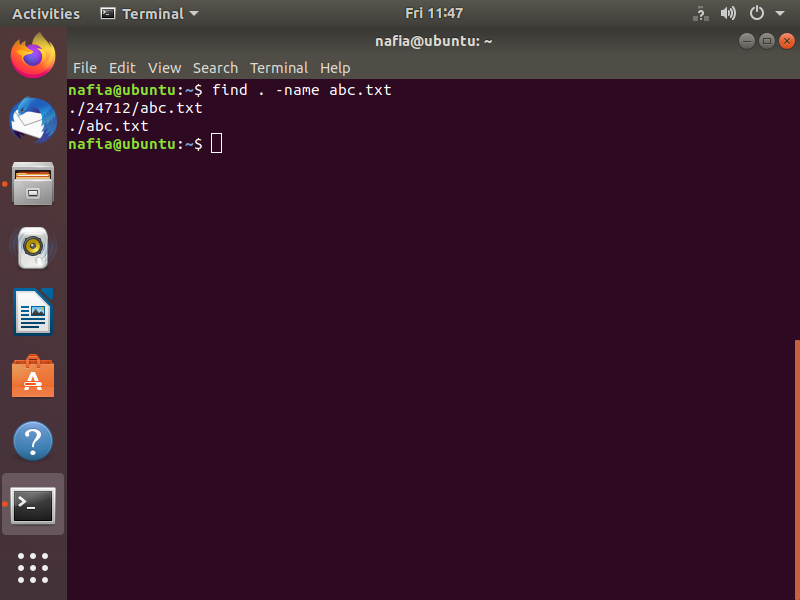 Activities Terminal Fri 11:47
nafia@ubuntu: ~
File Edit View Search Terminal Help
nafia@ubuntu:~$ find . -name abc.txt
./24712/abc.txt
./abc.txt
nafia@ubuntu:~$